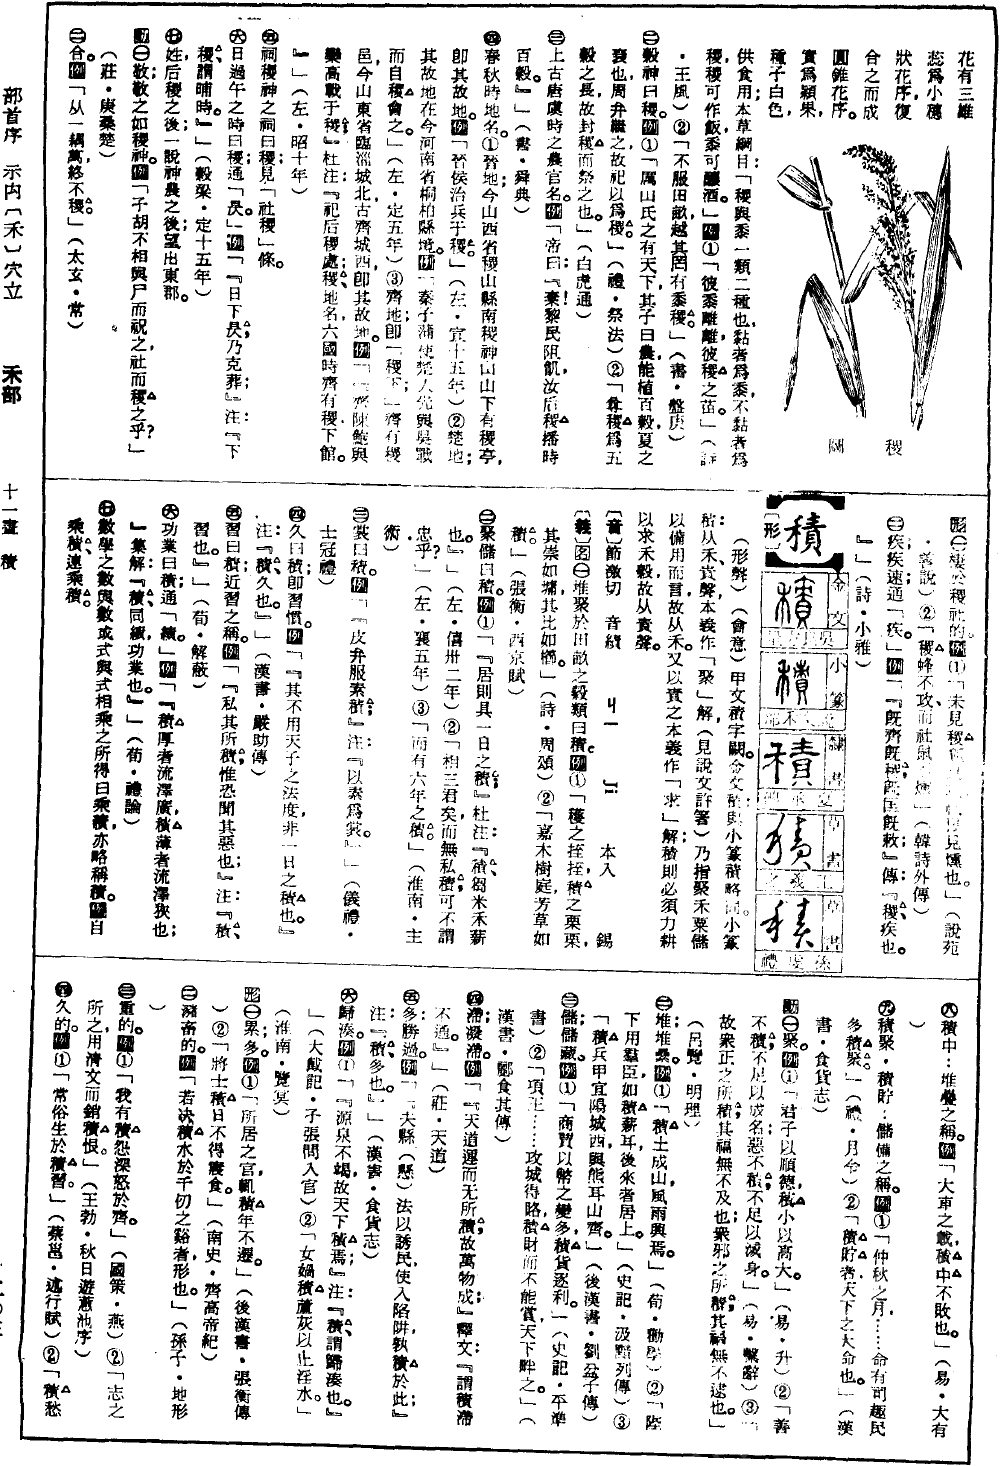 花有三雄
蕊爲小穗
狀花序復
合之而成
圓錐花序。
實爲穎果,
種子白色,
稷圖
供食用本草綱目:「稷與黍一類二種也黏者爲黍不黏者爲
稷稷可作飯黍可釀酒」例①「彼黍離離彼稷之苗。」(詩
・王風)②「不服田畝越其罔有黍稷。」(書・盤庚)
㊁穀神曰稷。例①「厲山氏之有天下其子曰農能植百穀夏之
衰也周弃繼之故祀以爲稷。」(禮・祭法)②「尊稷爲五
穀之長故封稷而祭之也。」(白虎通)
㊂上古唐虞時之農官名。例「帝曰:『棄黎民阻飢汝后稷播時
百穀。』」(書・舜典)
㊃春秋時地名。①晉地今山西省稷山縣南稷神山山下有稷亭,
卽其故地。例「晉侯治兵于稷。」(左・宣十五年)②楚地;
其故地在今河南省桐柏縣境。例「秦子蒲使楚人先與吳戰
而自稷會之。」(左・定五年)③齊地;卽「稷下」齊有稷
邑今山東省臨淄城北古齊城西卽其故地。例「齊陳鮑與
欒高戰于稷』杜注:『祀后稷之處稷地名六國時齊有稷下館。
』」(左・昭十年)
㊄祠稷神之祠曰稷見「社稷」條。
㊅日過午之時曰稷通「昃」。例「『日下昃乃克葬』注:『下
稷謂晡時。』」(穀梁・定十五年)
㊆姓后稷之後一說神農之後望出東郡。
動㊀敬敬之如稷神。例「子胡不相與尸而祝之社而稷之乎?」
(莊・庚桑楚)
㊁合。例「从一耦萬終不稷。」(太玄・常)
・善說)②「稷蜂不攻而社鼠不燻」(韓詩外傳)
㊁疾疾速通「疾。」例「『旣齊旣稷旣匡旣敕』傳:『稷疾也。
』」(詩・小雅)
【積】
〔形〕
金文
小篆
隸書
草書
草書
(形聲)(會意)甲文積字闕。金文積與小篆積略同小篆
積从禾責聲本義作「聚」解(見說文許箸)乃指聚禾粟儲
以備用而言故从禾又以責之本義作「求」解積則必須力耕
以求禾穀故从責聲。
〔音〕節激切 音績 ㄐㄧ ji 本入 錫
〔義〕名㊀堆聚於田畝之穀類曰積。例①「穫之挃挃積之栗栗,
其崇如墉其比如櫛。」(詩・周頌)②「嘉木樹庭芳草如
積。」(張衡・西京賦)
㊁聚儲曰積。例①「『居則具一日之積』杜注:『積芻米禾薪
也。』」(左・僖卅二年)②「相三君矣而無私積可不謂
忠乎?」(左・襄五年)③「而有六年之積」(淮南・主
術)
㊂裳曰積。例「『皮弁服素積』注:『以素爲裳。』」(儀禮・
士冠禮)
㊃久曰積卽習慣。例「『其不用天子之法度非一日之積也。』
注:『積久也。』」(漢書・嚴助傳)
㊄習曰積近習之稱。例「『私其所積惟恐聞其惡也』注:『積、
習也。』」(荀・解蔽)
㊅功業曰積通「績。」例「『積厚者流澤廣積薄者流澤狹也;
』集解:『積同績功業也。』」(荀・禮論)
㊆數學之數與數或式與式相乘之所得曰乘積亦略稱積。例自
乘積、連乘積。
㊇積中:堆疊之稱。例「大車之載積中不敗也。」(易・大有
)
㊈積聚・積貯:儲備之稱。例①「仲秋之月……命有司趣民
多積聚。」(禮・月令)②「積貯者天下之大命也。」(漢
書・食貨志)
動㊀聚。例①「君子以順德積小以高大。」(易・升)②「善
不積不足以成名惡不積不足以滅身。」(易・繫辭)③「
故衆正之所積其福無不及也衆邪之所積其禍無不逮也。」
(呂覽・明理)
㊁堆堆疊。例①「積土成山風雨興焉。」(荀・勸學)②「陛
下用羣臣如積薪耳後來者居上。」(史記・汲黯列傳)③
「積兵甲宜陽城西與熊耳山齊。」(後漢書・劉盆子傳)
㊂儲儲藏。例①「商賈以幣之變多積貨逐利。」(史記・平準
書)②「項王……攻城得賂積財而不能賞天下畔之。」(
漢書・酈食其傳)
㊃滯凝滯。例「『天道運而无所積故萬物成』釋文:『謂積滯
不通。』」(莊・天道)
㊄多勝過。例「『大縣(懸)法以誘民使入陷阱孰積於此』
注:『積多也。』」(漢書・食貨志)
㊅歸湊。例①「『源泉不竭故天下積焉』注:『積謂歸湊也。』
」(大戴記・子張問入官)②「女媧積蘆灰以止淫水。」
(淮南・覽冥)
形㊀累多。例①「所居之官輒積年不遷。」(後漢書・張衡傳
)②「將士積日不得寢食。」(南史・齊高帝紀)
㊁滀畜的。例「若決積水於千仞之谿者形也。」(孫子・地形
)
㊂重的。例①「我有積怨深怒於齊。」(國策・燕)②「志之
所之用清文而銷積恨。」(王勃・秋日遊蓮池序)
㊃久的。例①「常俗生於積習。」(蔡邕・述行賦)②「積愁
部首序 示内〔禾〕穴立 禾部 十一畫 積